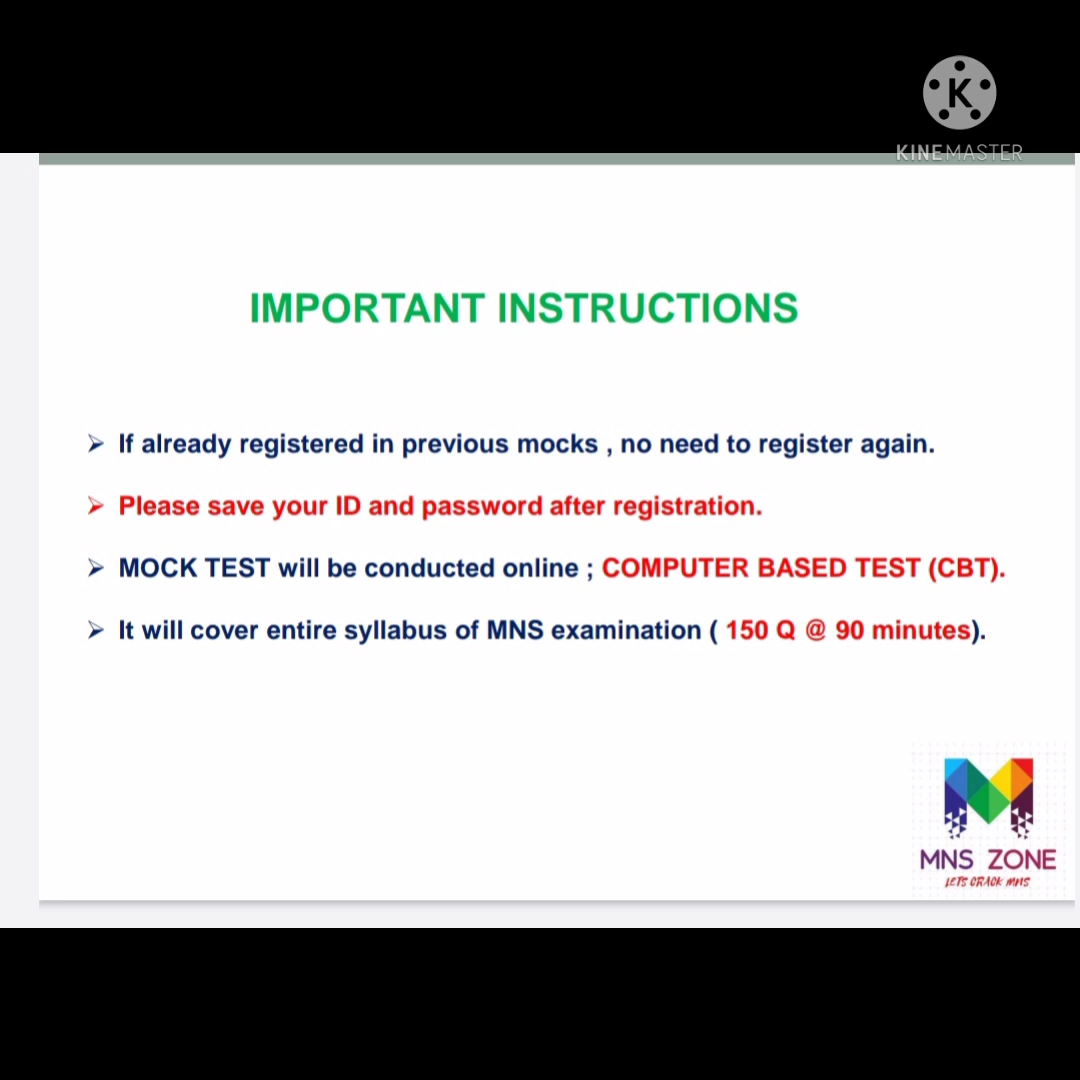 K
KINEMASTER
IMPORTANT INSTRUCTIONS
If already registered in previous mocks , no need to register again.
Please save your ID and password after registration.
MOCK TEST will be conducted online ; COMPUTER BASED TEST (CBT).
It will cover entire syllabus of MNS examination ( 150 Q @ 90 minutes).
MNS ZONE
LETS CRACK MNS